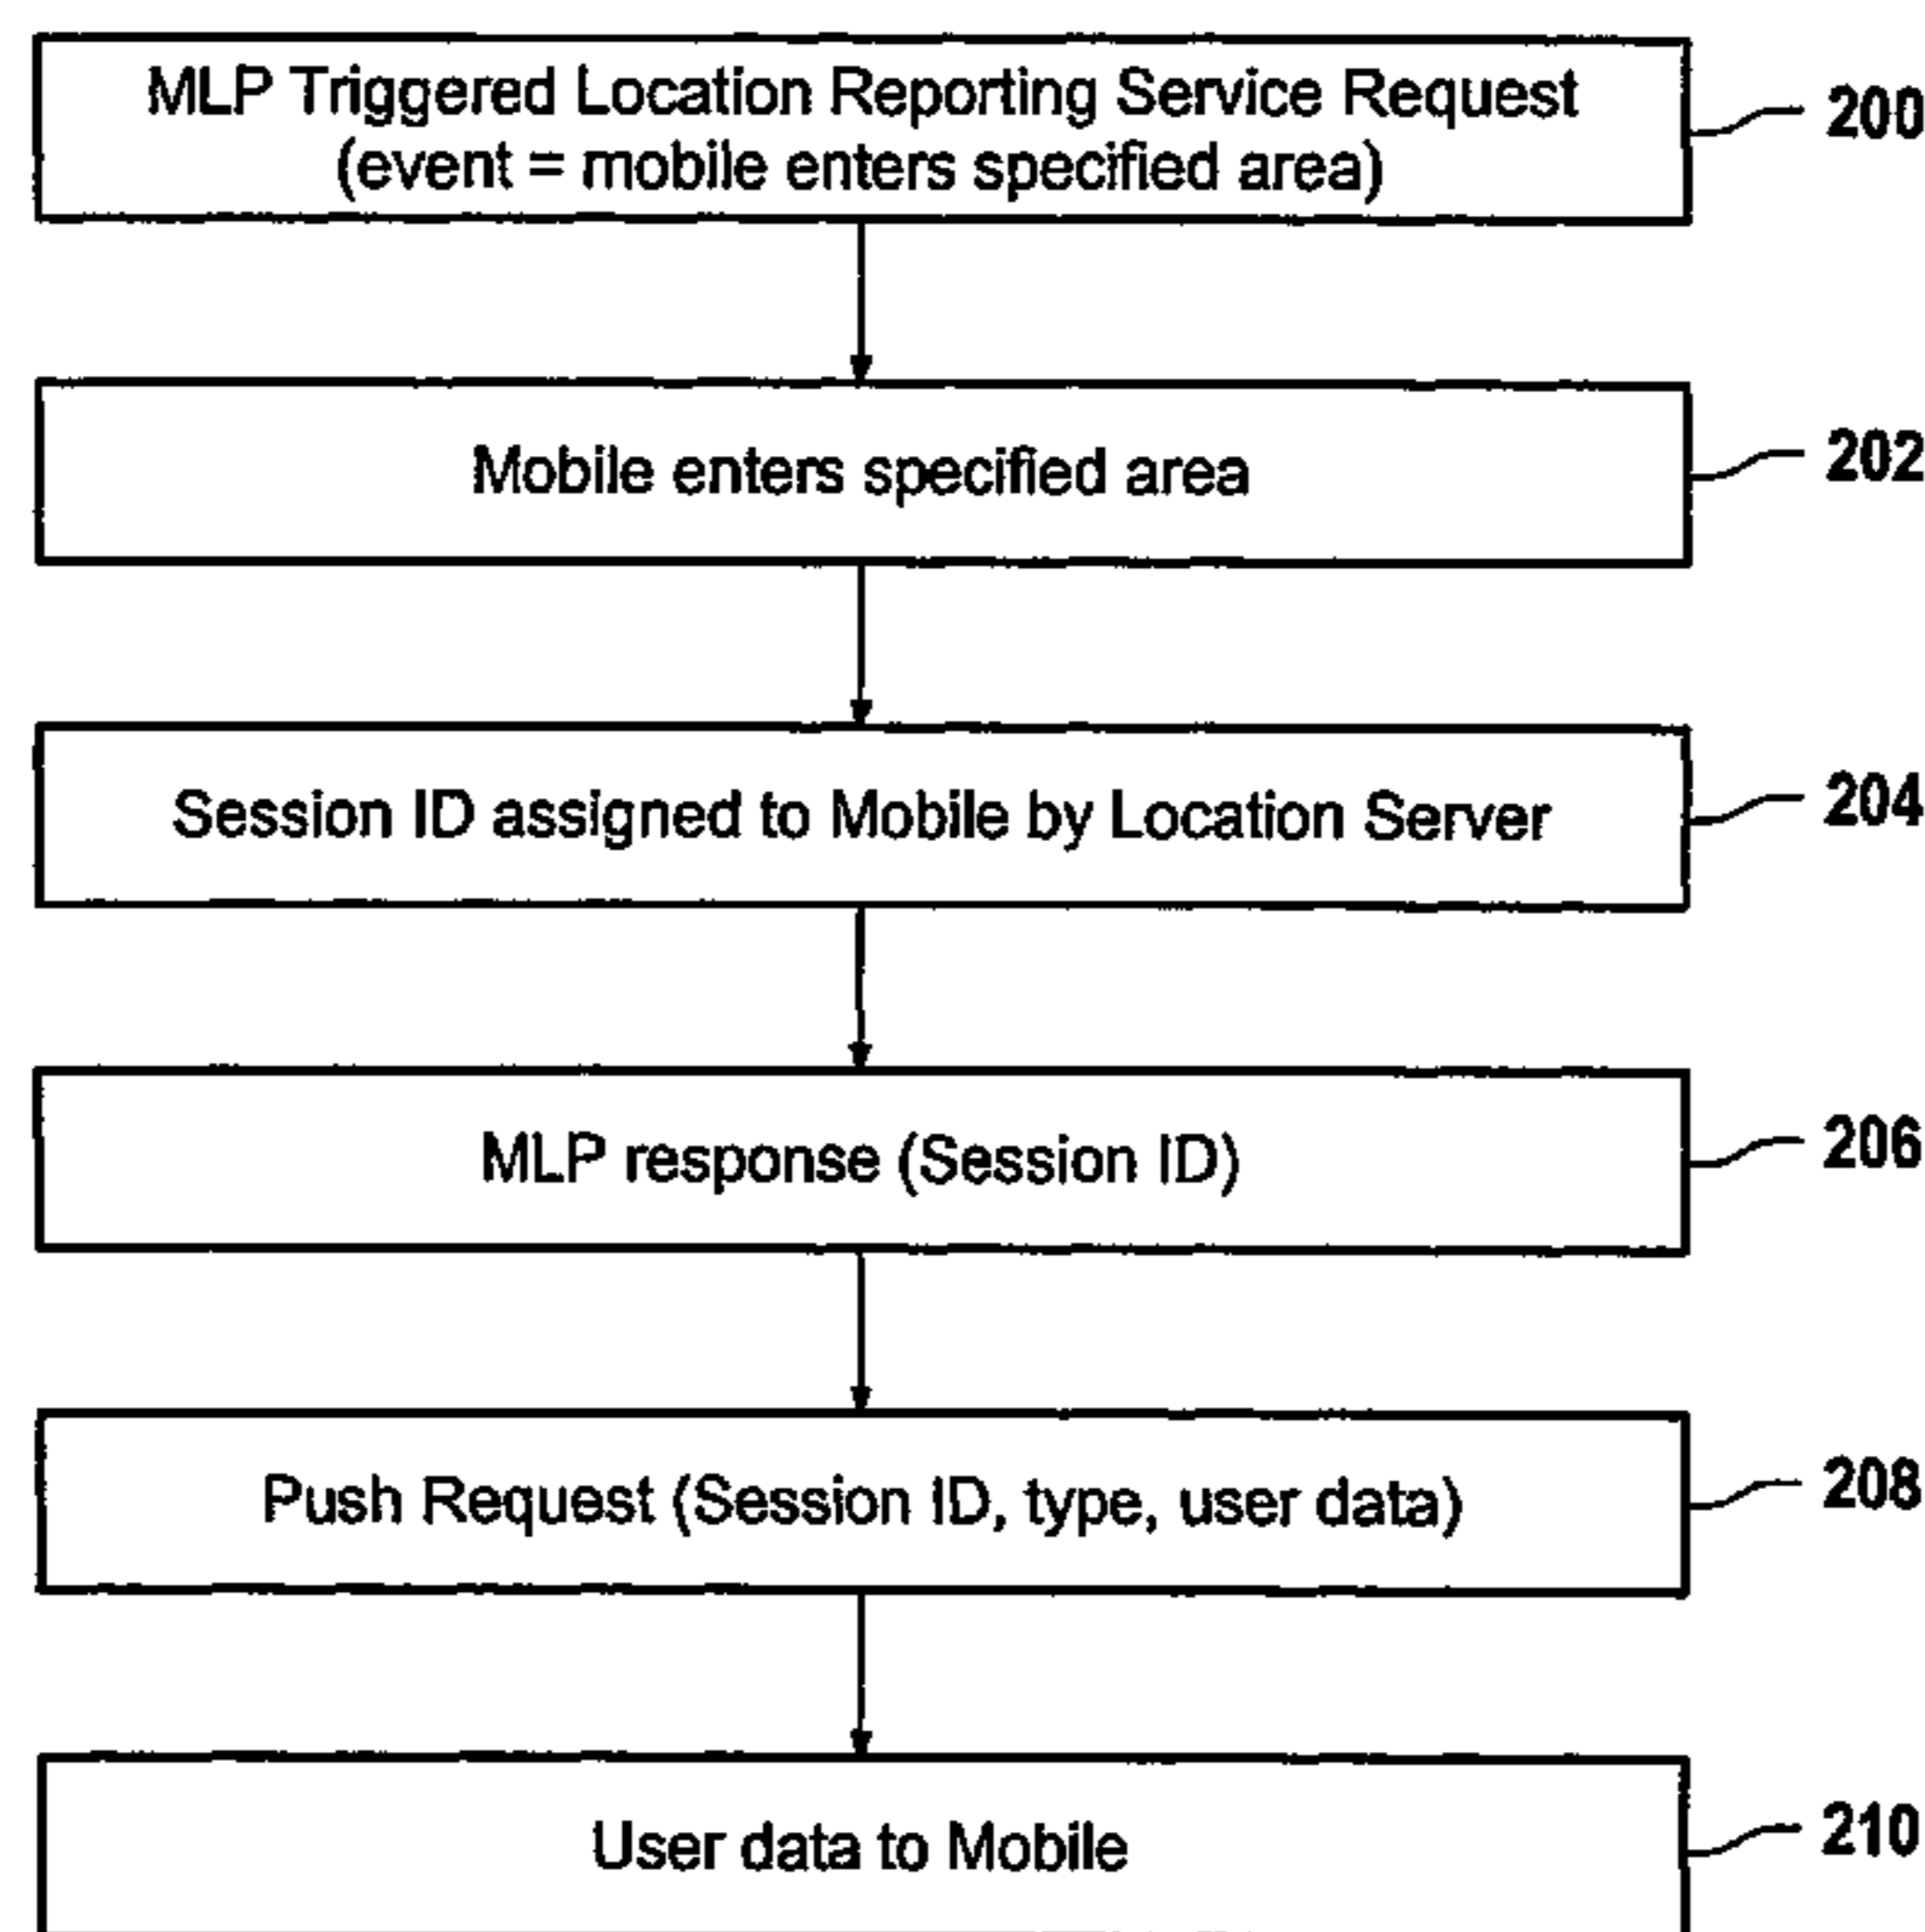 MLP Triggered Location Reporting Service Request
(event = mobile enters specified area)
200
Mobile enters specified area
202
Session ID assigned to Mobile by Location Server
204
MLP response (Session ID)
206
Push Request (Session ID, type, user data)
208
User data to Mobile
210